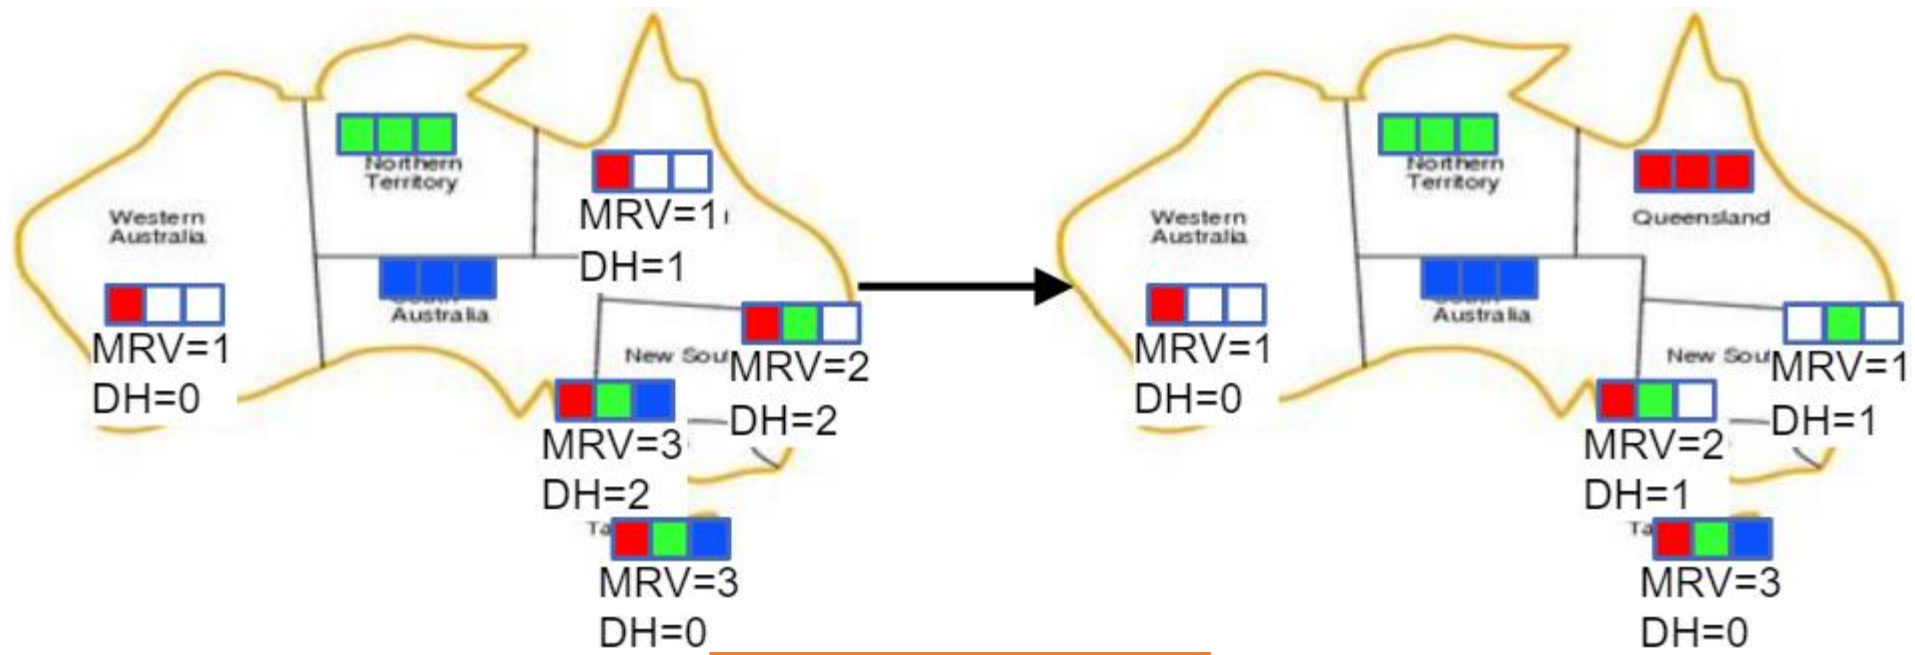 Northern
Territory
Western
Australia
MRV=1
DH=1
Australia
MRV=1
DH=0
New Sou
MRV=2
DH=2
MRV=3
DH=2
Ta
MRV=3
DH=0
Northern
Territory
Western
Australia
Queensland
Australia
MRV=1
DH=0
New Sou
MRV=1
DH=1
MRV=2
DH=1
Ta
MRV=3
DH=0